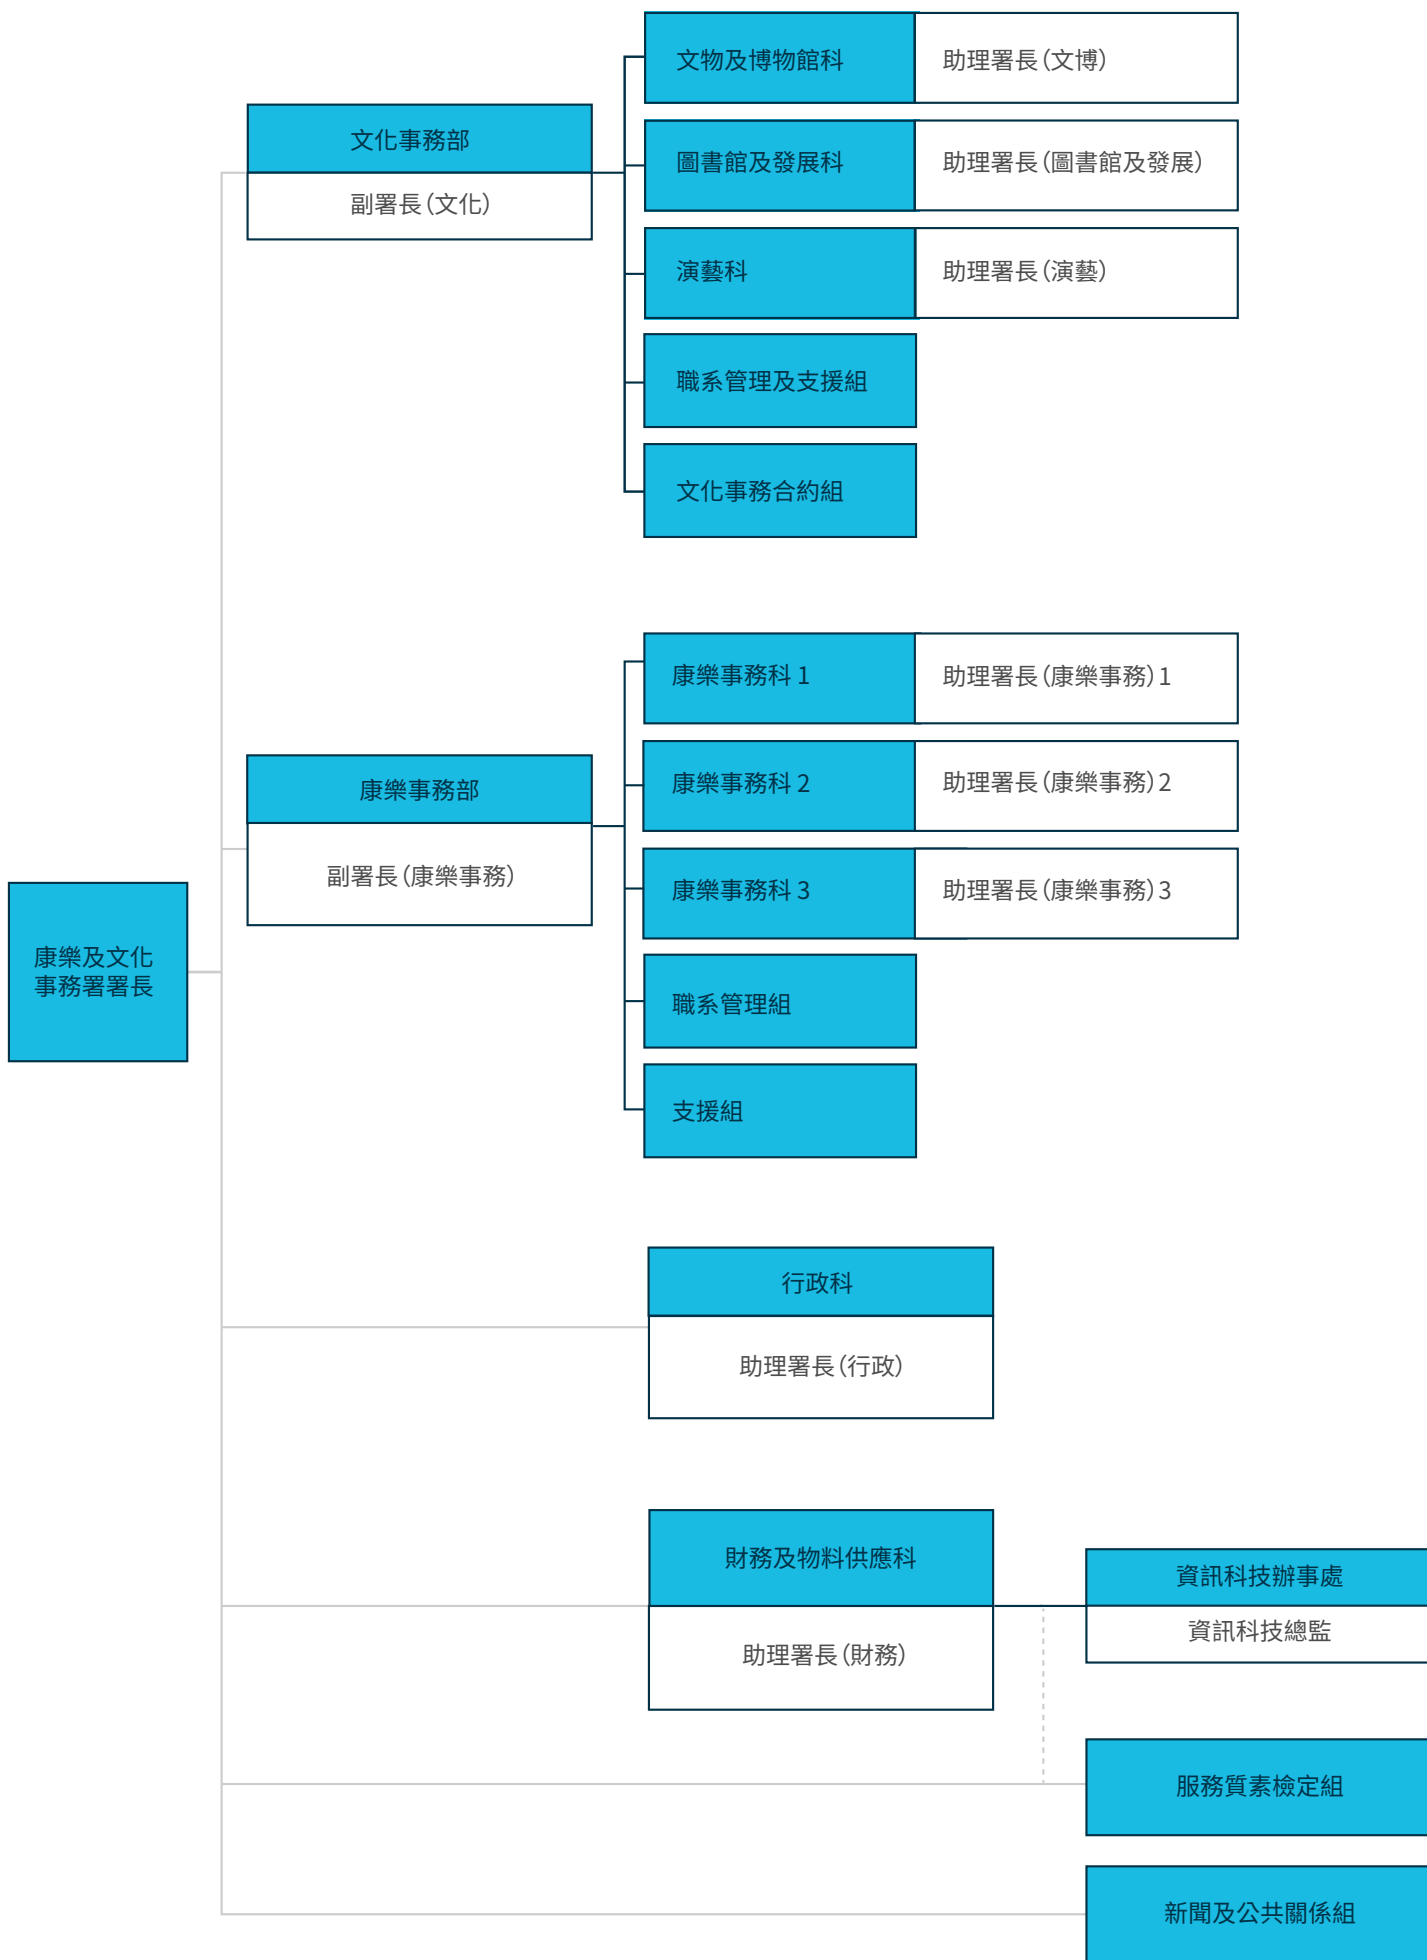 文物及博物館科
助理署長(文博)
文化事務部
副署長(文化)
圖書館及發展科
助理署長(圖書館及發展)
演藝科
助理署長(演藝)
職系管理及支援組
文化事務合約組
康樂事務科 1
助理署長(康樂事務)1
康樂事務部
副署長(康樂事務)
康樂事務科 2
助理署長(康樂事務)2
康樂事務科 3
助理署長(康樂事務)3
康樂及文化
事務署署長
職系管理組
支援組
行政科
助理署長(行政)
財務及物料供應科
助理署長(財務)
資訊科技辦事處
資訊科技總監
服務質素檢定組
新聞及公共關係組